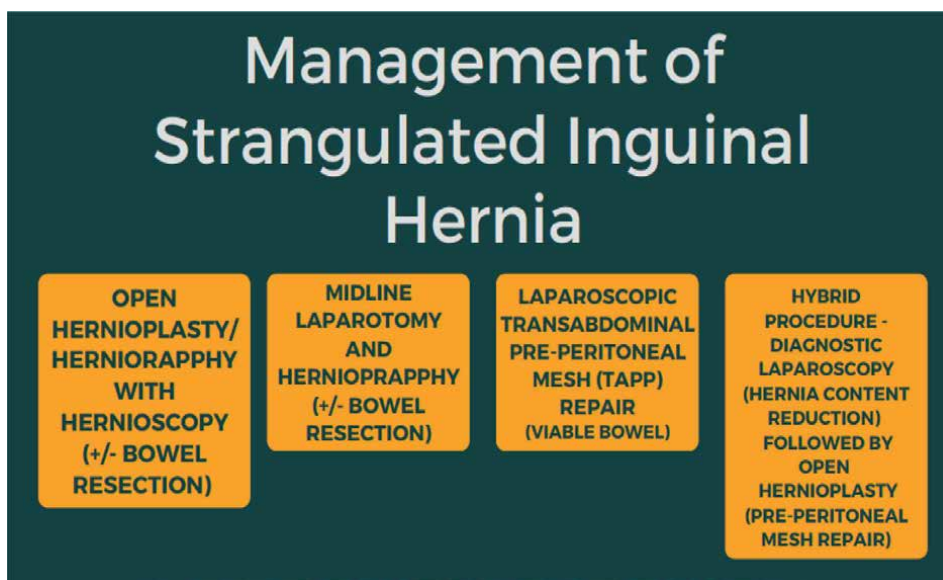 Management of
Strangulated Inguinal
Hernia
OPEN
HERNIOPLASTY/
HERNIORAPPHY
WITH
HERNIOSCOPY
(+/- BOWEL
RESECTION)
MIDLINE
LAPAROTOMY
AND
HERNIOPRAPPHY
(+/- BOWEL
RESECTION)
LAPAROSCOPIC
TRANSABDOMINAL
PRE-PERITONEAL
MESH (TAPP)
REPAIR
(VIABLE BOWEL)
HYBRID
PROCEDURE -
DIAGNOSTIC
LAPAROSCOPY
(HERNIA CONTENT
REDUCTION)
FOLLOWED BY
OPEN
HERNIOPLASTY
(PRE-PERITONEAL
MESH REPAIR)